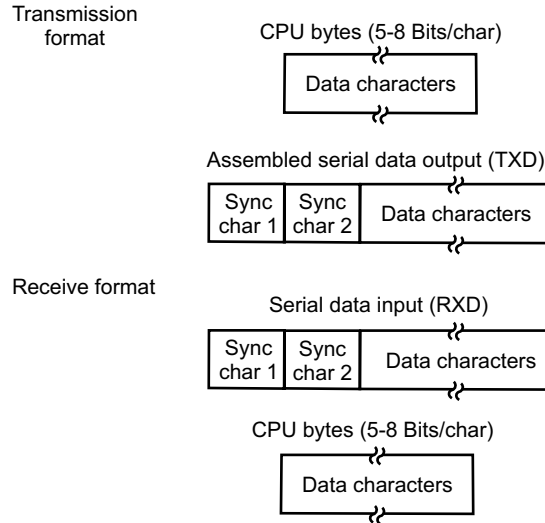 Transmission
format
CPU bytes (5-8 Bits/char)
Data characters
Assembled serial data output (TXD)
Sync
char 1
Sync
char 2
Data characters
Receive format
Serial data input (RXD)
Sync
char 1
Sync
char 2
Data characters
CPU bytes (5-8 Bits/char)
Data characters